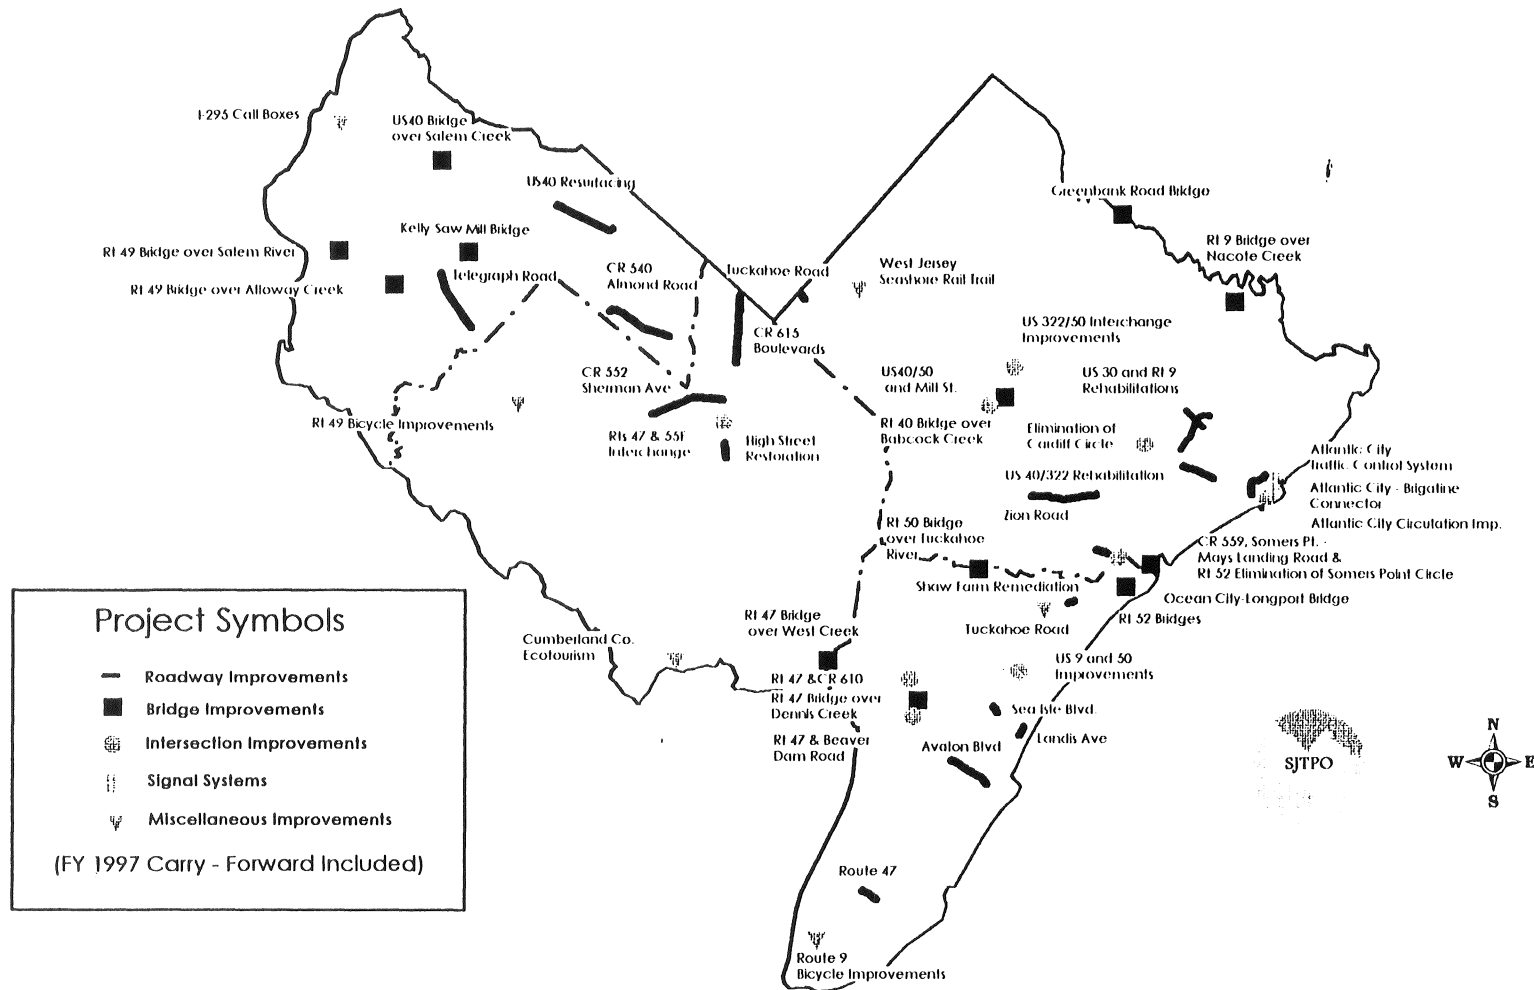 I-295 Call Boxes
US40 Bridge
over Salem Creek
US40 Resurfacing
Greenbank Road Bridge
Kelly Saw Mill Bridge
Rt 49 Bridge over Salem River
Rt 9 Bridge over
Nacote Creek
Telegraph Road
CR 540
Almond Road
Tuckahoe Road
West Jersey
Seashore Rail Trail
Rt 49 Bridge over Alloway Creek
CR 615
Boulevards
US 322/50 Interchange
Improvements
CR 552
Sherman Ave
US40/50
and Mill St.
US 30 and Rt 9
Rehabilitations
Rt 49 Bicycle Improvements
Rts 47 & 55f
Interchange
High Street
Restoration
Rt 40 Bridge over
Babcock Creek
Elimination of
Cardiff Circle
US 40/322 Rehabilitation
Atlantic City
Traffic Control System
Atlantic City - Brigatine
Connector
Atlantic City Circulation Imp.
Zion Road
Rt 50 Bridge
over Tuckahoe
River
CR 559, Somers Pt. -
Mays Landing Road &
Rt 52 Elimination of Somers Point Circle
Shaw Farm Remediation
Ocean City-Longport Bridge
Rt 52 Bridges
Tuckahoe Road
Rt 47 Bridge
over West Creek
Cumberland Co.
Ecotourism
US 9 and 50
Improvements
Rt 47 & CR 610
Rt 47 Bridge over
Dennis Creek
Sea Isle Blvd.
Landis Ave
Rt 47 & Beaver
Dam Road
Avalon Blvd
Route 47
Route 9
Bicycle Improvements
Project Symbols
Roadway Improvements
Bridge Improvements
Intersection Improvements
Signal Systems
Miscellaneous Improvements
(FY 1997 Carry - Forward Included)
SJTPO
N
W E
S